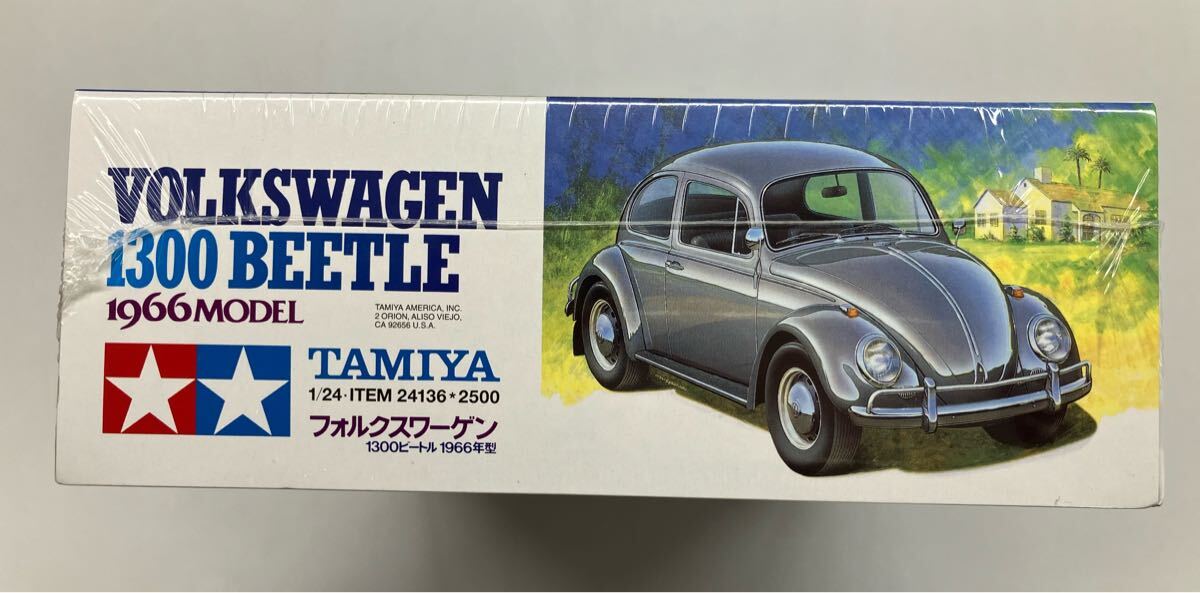 VOLKSWAGEN
1300 BEETLE
1966 MODEL
TAMIYA AMERICA, INC.
2 ORION, ALISO VIEJO,
CA 92656 U.S.A.
TAMIYA
1/24·ITEM 24136★2500
フォルクスワーゲン
1300ビートル 1966年型